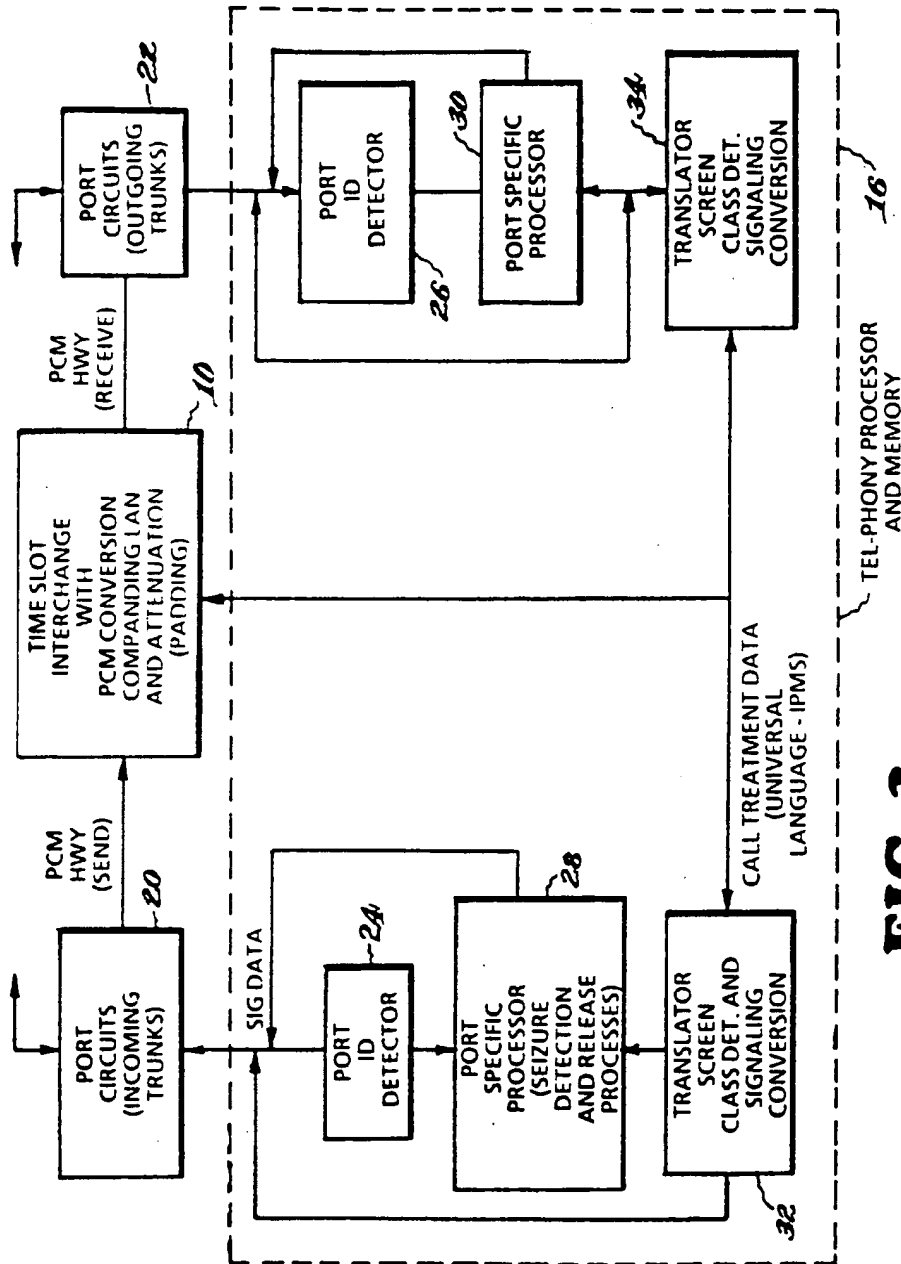 PORT
CIRCUITS
(INCOMING
TRUNKS)
20
PCM
HWY
(SEND)
TIME SLOT
INTERCHANGE
WITH
PCM CONVERSION
COMPANDING LAN
AND ATTENUATION
(PADDING)
10
PCM
HWY
(RECEIVE)
PORT
CIRCUITS
(OUTGOING
TRUNKS)
22
SIG DATA
PORT
ID
DETECTOR
24
PORT
SPECIFIC
PROCESSOR
(SEIZURE
DETECTION
AND RELEASE
PROCESSES)
28
TRANSLATOR
SCREEN
CLASS DET. AND
SIGNALING
CONVERSION
32
CALL TREATMENT DATA
(UNIVERSAL
LANGUAGE - IPMS)
PORT
ID
DETECTOR
26
PORT SPECIFIC
PROCESSOR
30
TRANSLATOR
SCREEN
CLASS DET.
SIGNALING
CONVERSION
34
16
TEL-PHONY PROCESSOR
AND MEMORY
FIG.